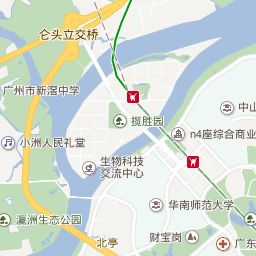 仑头立交桥
广州市新滘中学
中山
揽胜园
n4座综合商业
小洲人民礼堂
生物科技
交流中心
华南师范大学
瀛洲生态公园
北亭
财宝岗
广东